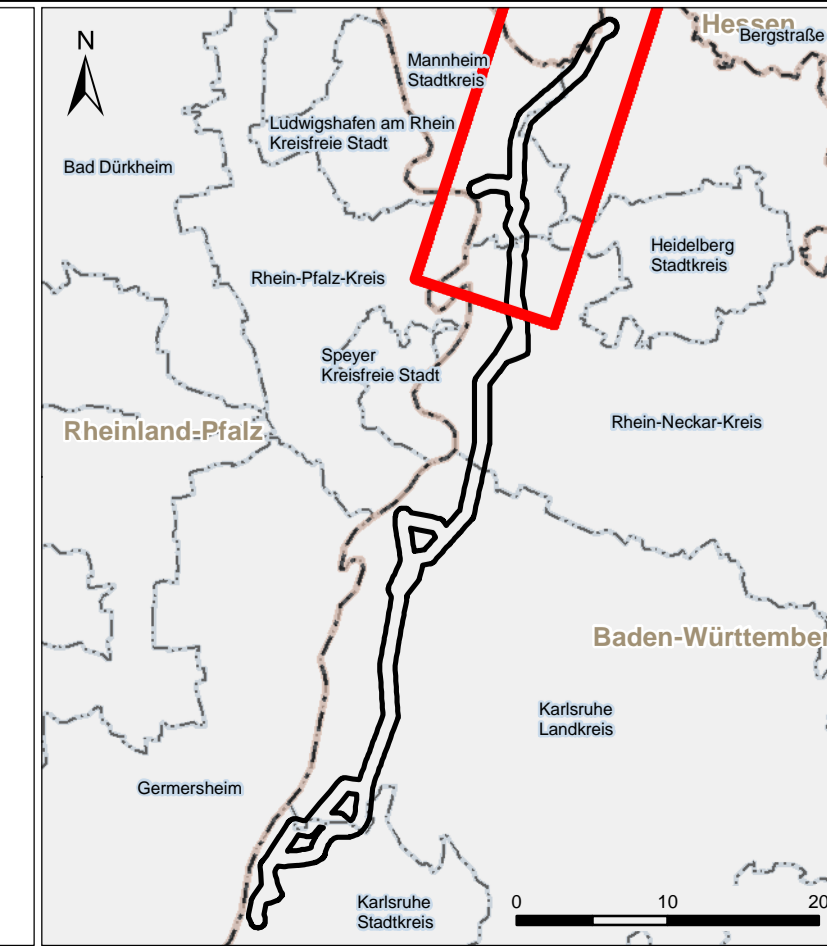 Hessen
Bergstraße
N
Mannheim
Stadtkreis
Ludwigshafen am Rhein
Kreisfreie Stadt
Bad Dürkheim
Heidelberg
Stadtkreis
Rhein-Pfalz-Kreis
Speyer
Kreisfreie Stadt
Rheinland-Pfalz
Rhein-Neckar-Kreis
Baden-Württember
Karlsruhe
Landkreis
Germersheim
Karlsruhe
Stadtkreis
0 10 20